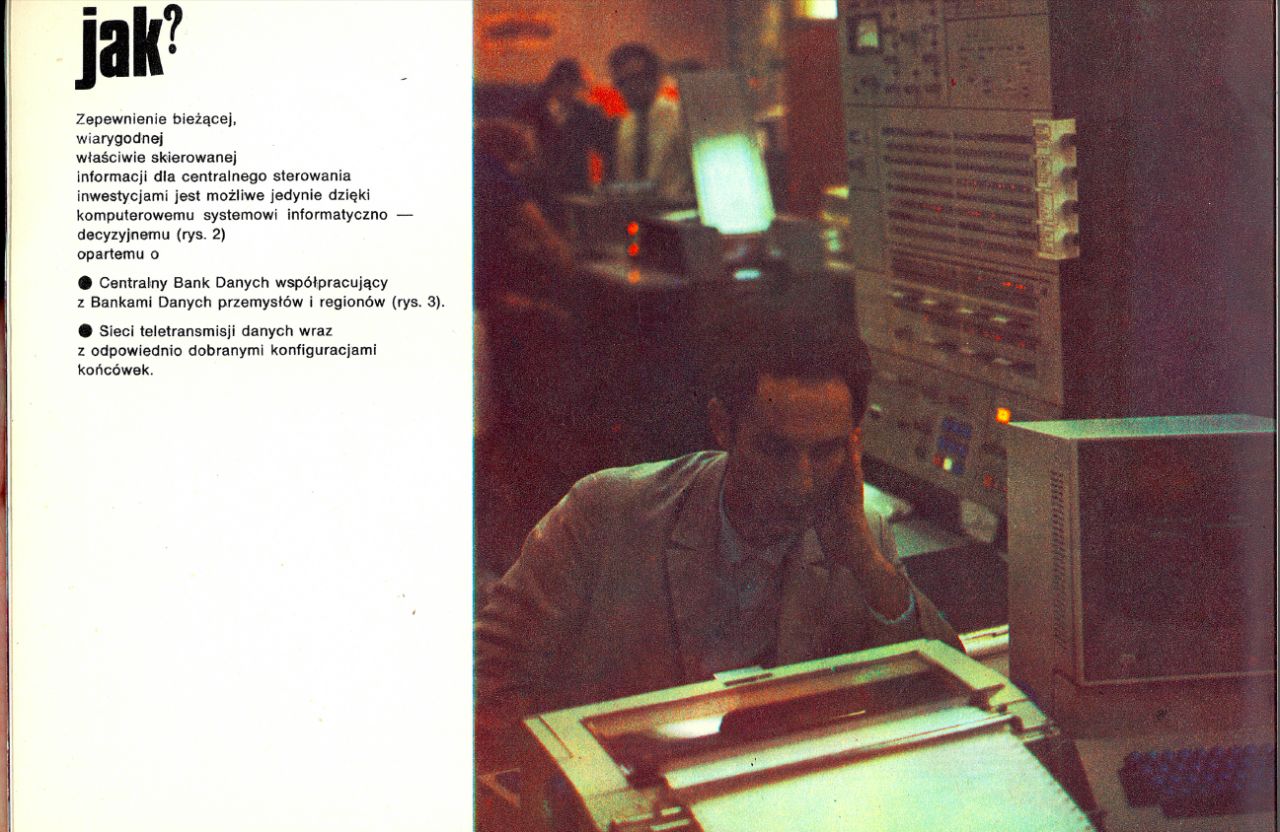 jak?
Zepewnienie bieżącej,
wiarygodnej
właściwie skierowanej
informacji dla centralnego sterowania
inwestycjami jest możliwe jedynie dzięki
komputerowemu systemowi informatyczno —
decyzyjnemu (rys. 2)
opartemu o
● Centralny Bank Danych współpracujący
z Bankami Danych przemysłów i regionów (rys. 3).
● Sieci teletransmisji danych wraz
z odpowiednio dobranymi konfiguracjami
końcówek.